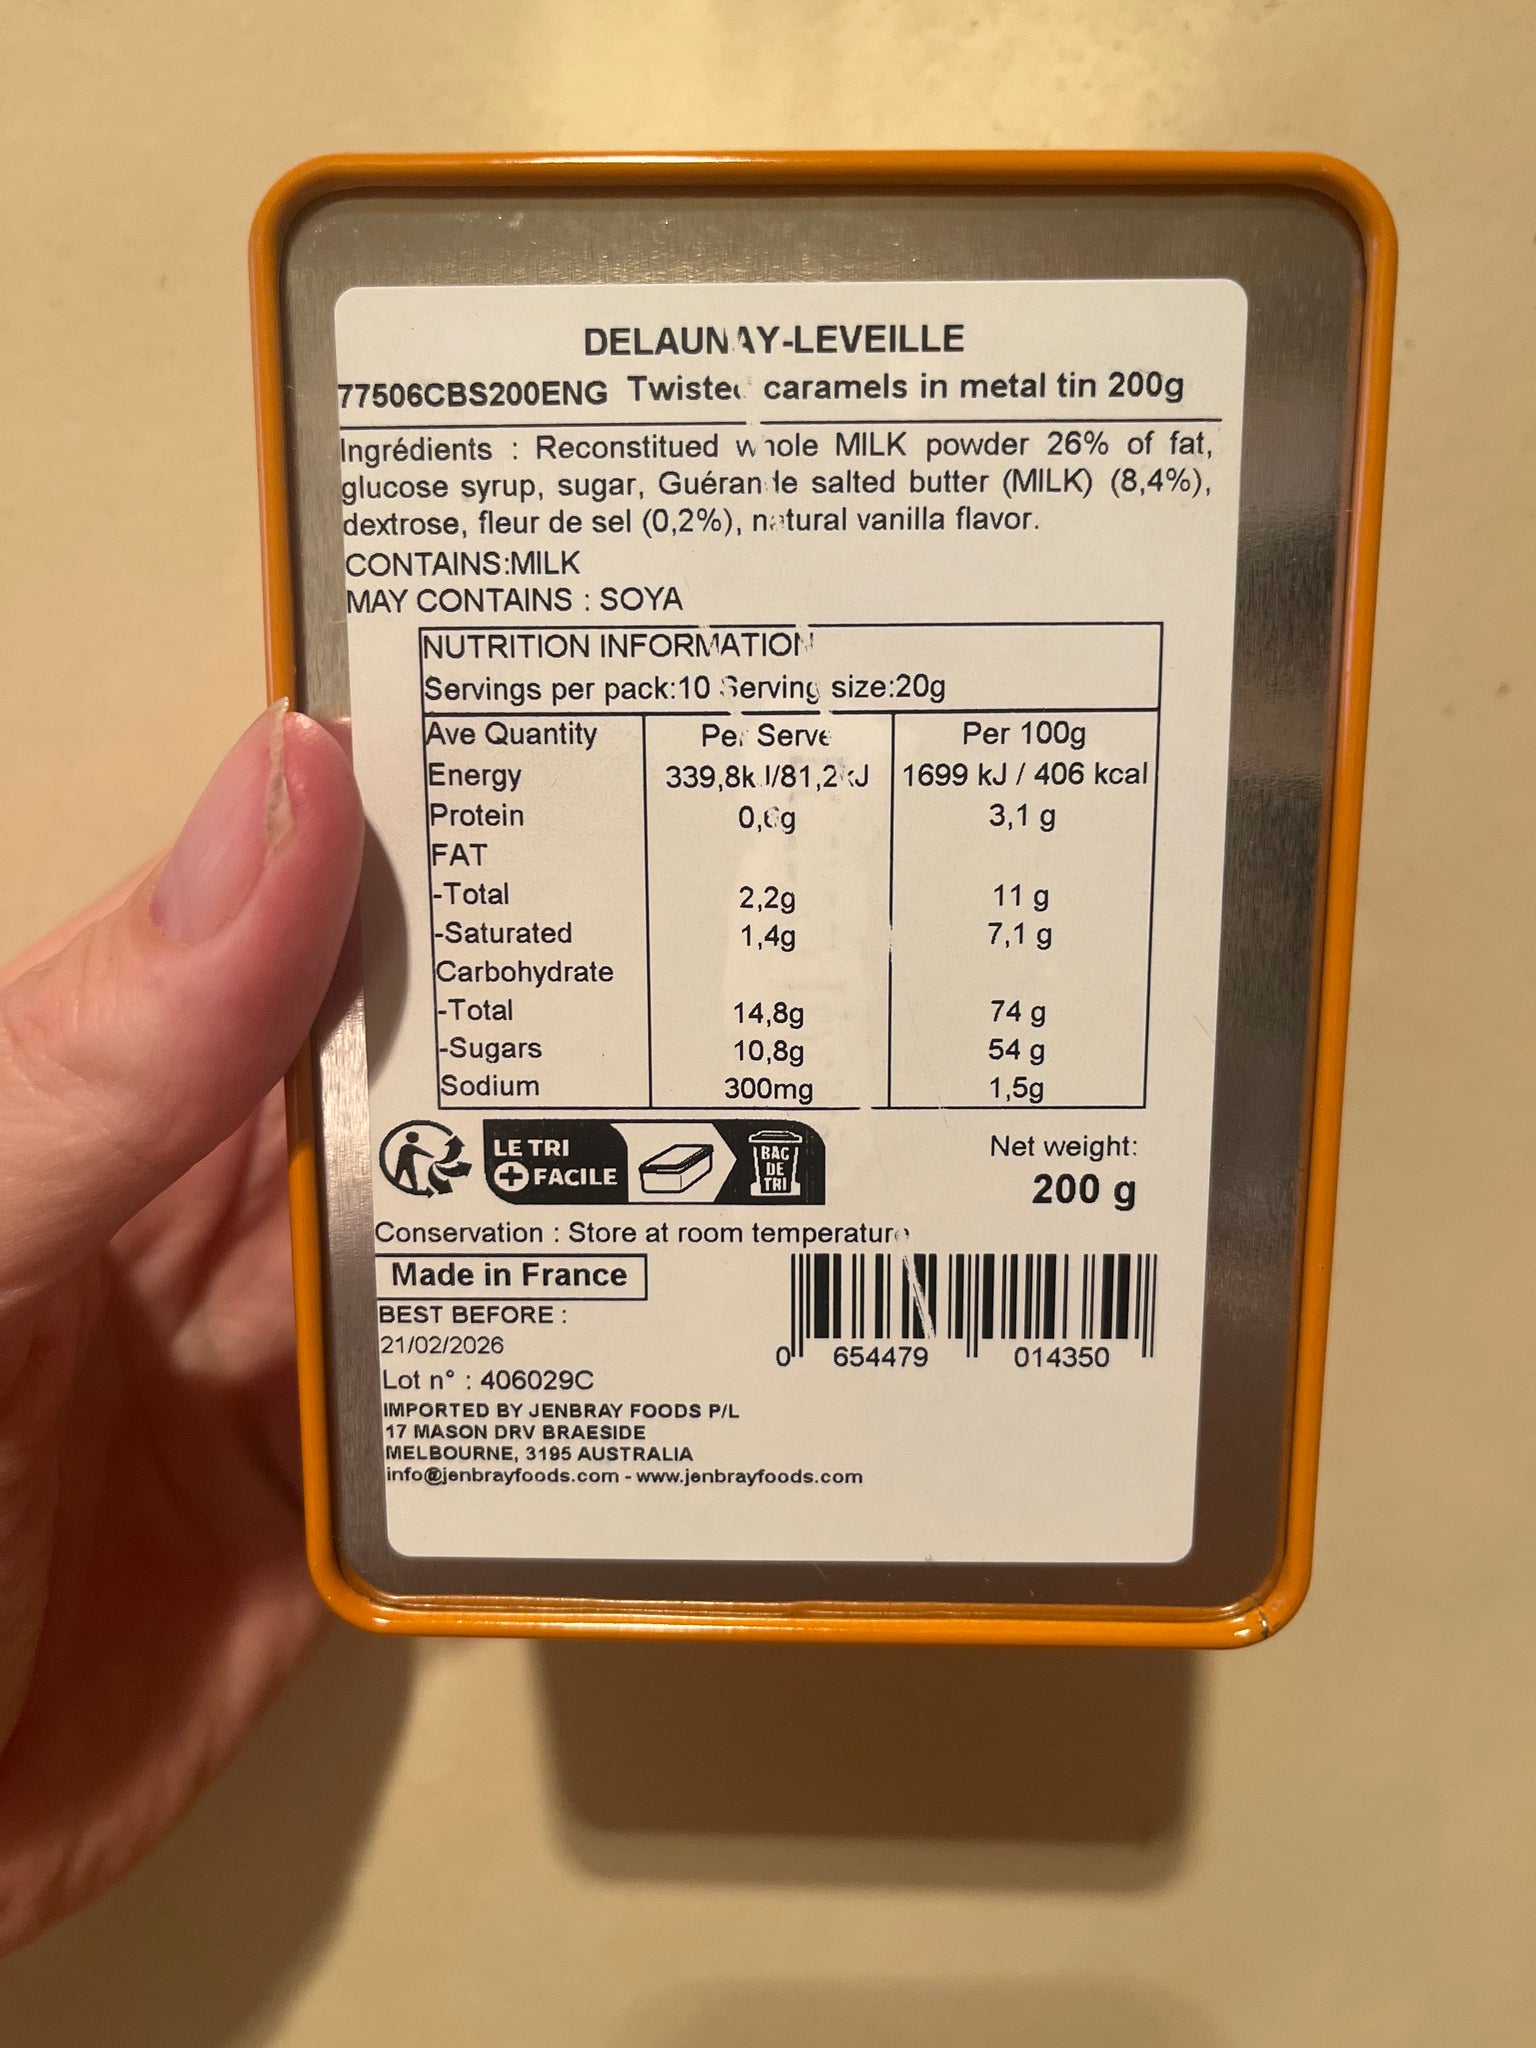 DELAUNAY-LEVEILLE
77506CBS200ENG Twisted caramels in metal tin 200g
Ingrédients : Reconstitued whole MILK powder 26% of fat,
glucose syrup, sugar, Guérande salted butter (MILK) (8,4%),
dextrose, fleur de sel (0,2%), natural vanilla flavor.
CONTAINS:MILK
MAY CONTAINS : SOYA
NUTRITION INFORMATION
Servings per pack:10 Serving size:20g
Ave Quantity Per Serve Per 100g
Energy 339,8kJ/81,2kJ 1699 kJ / 406 kcal
Protein 0,6g 3,1 g
FAT
-Total 2,2g 11 g
-Saturated 1,4g 7,1 g
Carbohydrate
-Total 14,8g 74 g
-Sugars 10,8g 54 g
Sodium 300mg 1,5g
LE TRI
+ FACILE
BAC
DE
TRI
Net weight:
200 g
Conservation : Store at room temperature
Made in France
BEST BEFORE :
21/02/2026
Lot n° : 406029C
0 654479 014350
IMPORTED BY JENBRAY FOODS P/L
17 MASON DRV BRAESIDE
MELBOURNE, 3195 AUSTRALIA
info@jenbrayfoods.com - www.jenbrayfoods.com